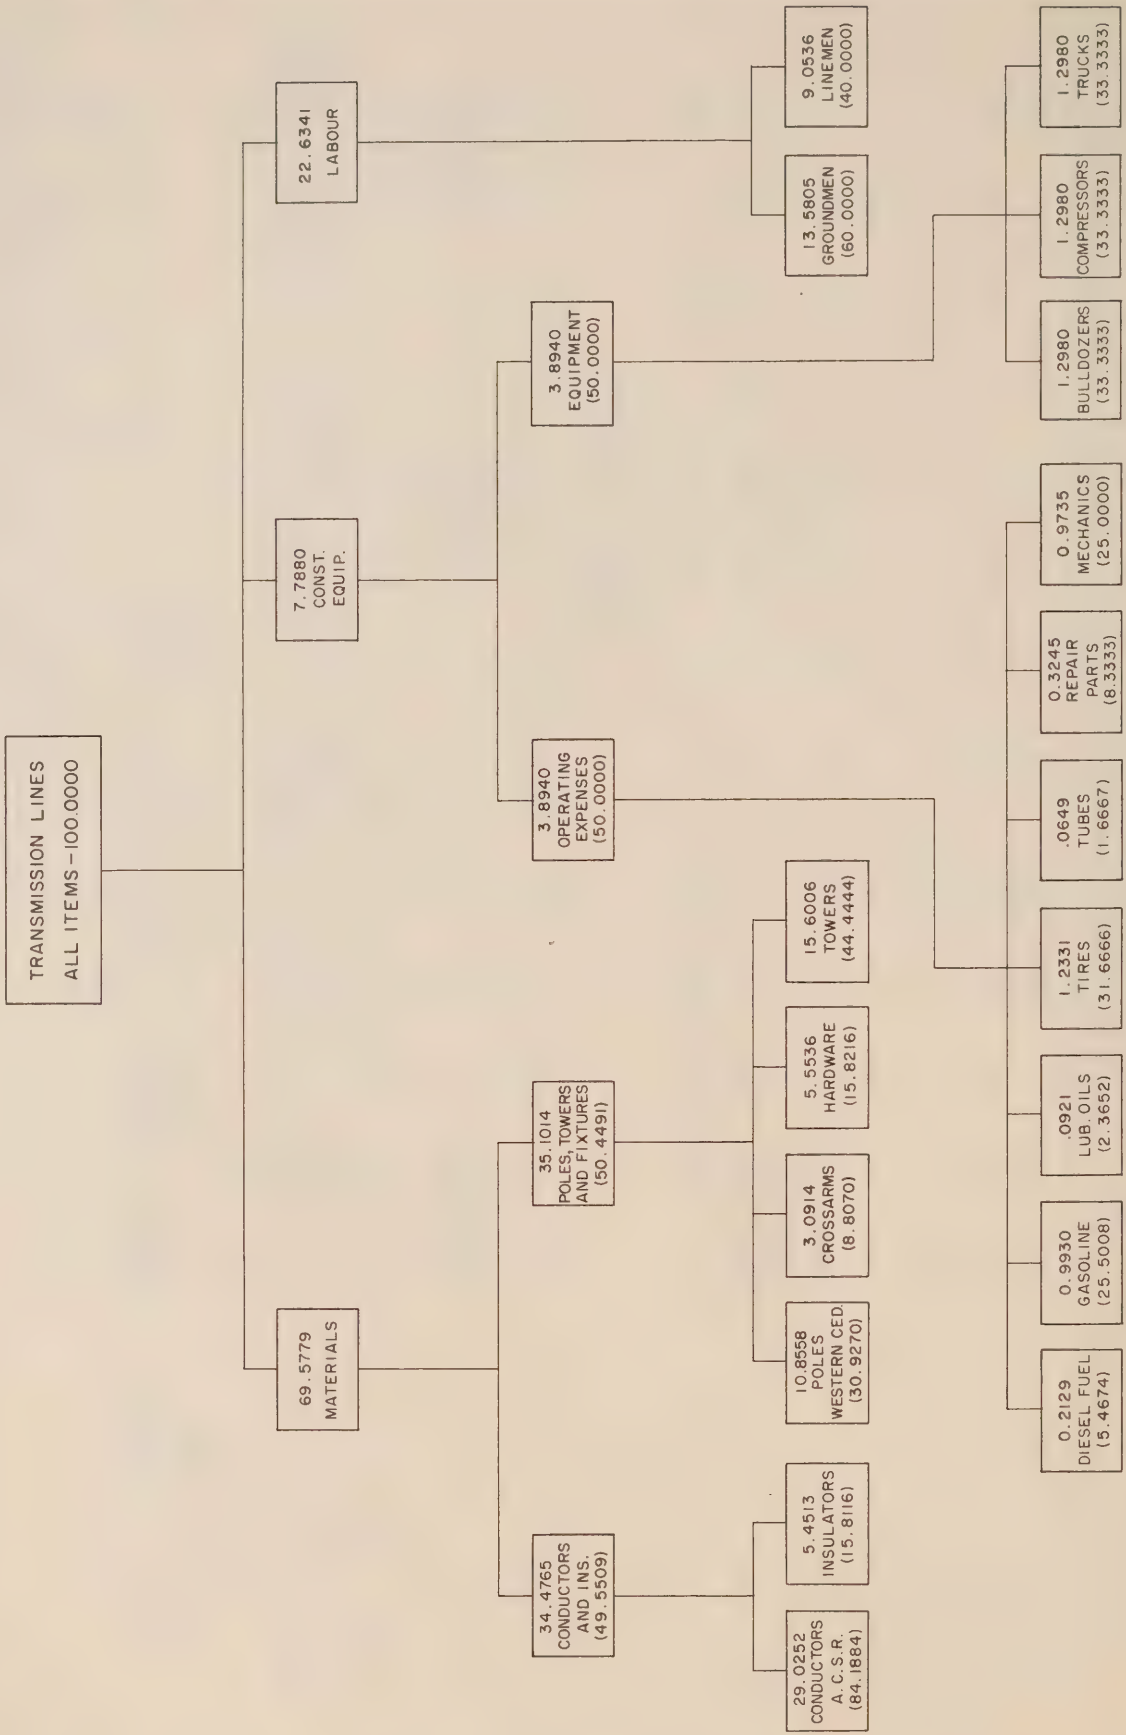 TRANSMISSION LINES
ALL ITEMS-100.0000
69.5779
MATERIALS
7.7880
CONST.
EQUIP.
22.6341
LABOUR
34.4765
CONDUCTORS
AND INS.
(49.5509)
35.1014
POLES, TOWERS
AND FIXTURES
(50.4491)
3.8940
OPERATING
EXPENSES
(50.0000)
3.8940
EQUIPMENT
(50.0000)
29.0252
CONDUCTORS
A.C.S.R.
(84.1884)
5.4513
INSULATORS
(15.8116)
10.8558
POLES
WESTERN CED.
(30.9270)
3.0914
CROSSARMS
(8.8070)
5.5536
HARDWARE
(15.8216)
15.6006
TOWERS
(44.4444)
13.5805
GROUNDMEN
(60.0000)
9.0536
LINEMEN
(40.0000)
0.2129
DIESEL FUEL
(5.4674)
0.9930
GASOLINE
(25.5008)
.0921
LUB. OILS
(2.3652)
1.2331
TIRES
(31.6666)
.0649
TUBES
(1.6667)
0.3245
REPAIR
PARTS
(8.3333)
0.9735
MECHANICS
(25.0000)
1.2980
BULLDOZERS
(33.3333)
1.2980
COMPRESSORS
(33.3333)
1.2980
TRUCKS
(33.3333)